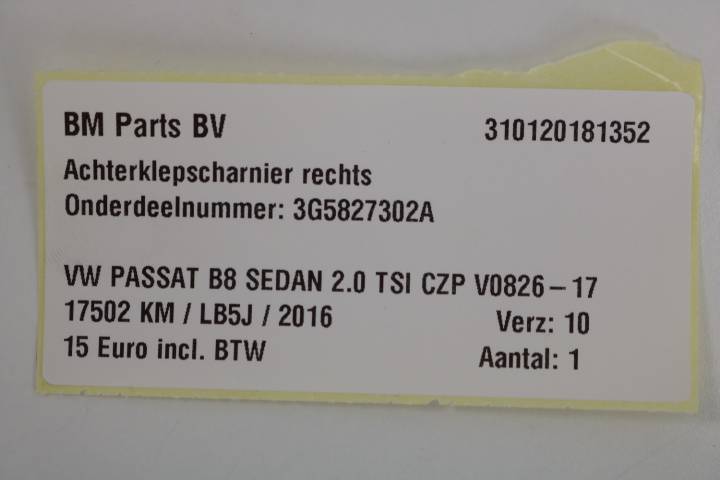 BM Parts BV 310120181352
Achterklepscharnier rechts
Onderdeelnummer: 3G5827302A
VW PASSAT B8 SEDAN 2.0 TSI CZP V0826-17
17502 KM / LB5J / 2016 Verz: 10
15 Euro incl. BTW Aantal: 1